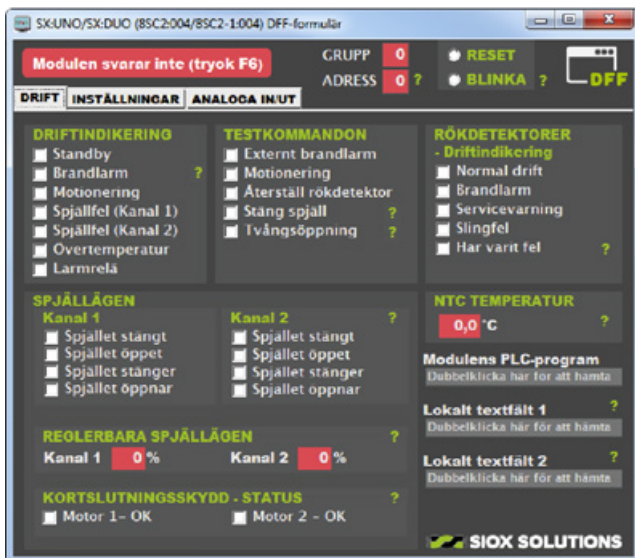 SX:UNO/SX:DUO (8SC2:004/8SC2-1:004) DFF-formulär
Modulen svarar inte (tryok F6)
GRUPP 0
ADRESS 0 ?
RESET
BLINKA ?
DFF
DRIFT INSTÄLLNINGAR ANALOGA IN/UT
DRIFTINDIKERING
Standby
Brandlarm ?
Motionering
Spjällfel (Kanal 1)
Spjällfel (Kanal 2)
Overtemperatur
Larmrelä
TESTKOMMANDON
Externt brandlarm
Motionering
Återställ rökdetektor
Stäng spjäll ?
Tvångsöppning ?
RÖKDETEKTORER
- Driftindikering
Normal drift
Brandlarm
Servicevarning
Slingfel
Har varit fel ?
SPJÄLLÄGEN
Kanal 1
Spjället stängt
Spjället öppet
Spjället stänger
Spjället öppnar
Kanal 2 ?
Spjället stängt
Spjället öppet
Spjället stänger
Spjället öppnar
NTC TEMPERATUR
0,0 °C ?
Modulens PLC-program
Dubbelklicka här för att hämta
Lokalt textfält 1 ?
Dubbelklicka här för att hämta
Lokalt textfält 2 ?
Dubbelklicka här för att hämta
REGLERBARA SPJÄLLÄGEN ?
Kanal 1 0 % Kanal 2 0 %
KORTSLUTNINGSSKYDD - STATUS ?
Motor 1- OK Motor 2 - OK
SIOX SOLUTIONS